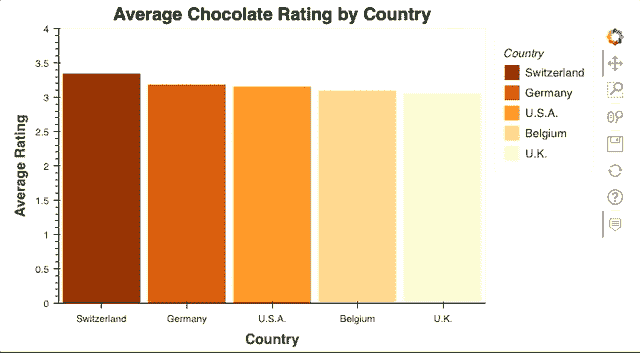 Average Chocolate Rating by Country
4
3.5
3
2.5
2
1.5
1
0.5
0
Average Rating
Switzerland
Germany
U.S.A.
Belgium
U.K.
Country
Country
Switzerland
Germany
U.S.A.
Belgium
U.K.